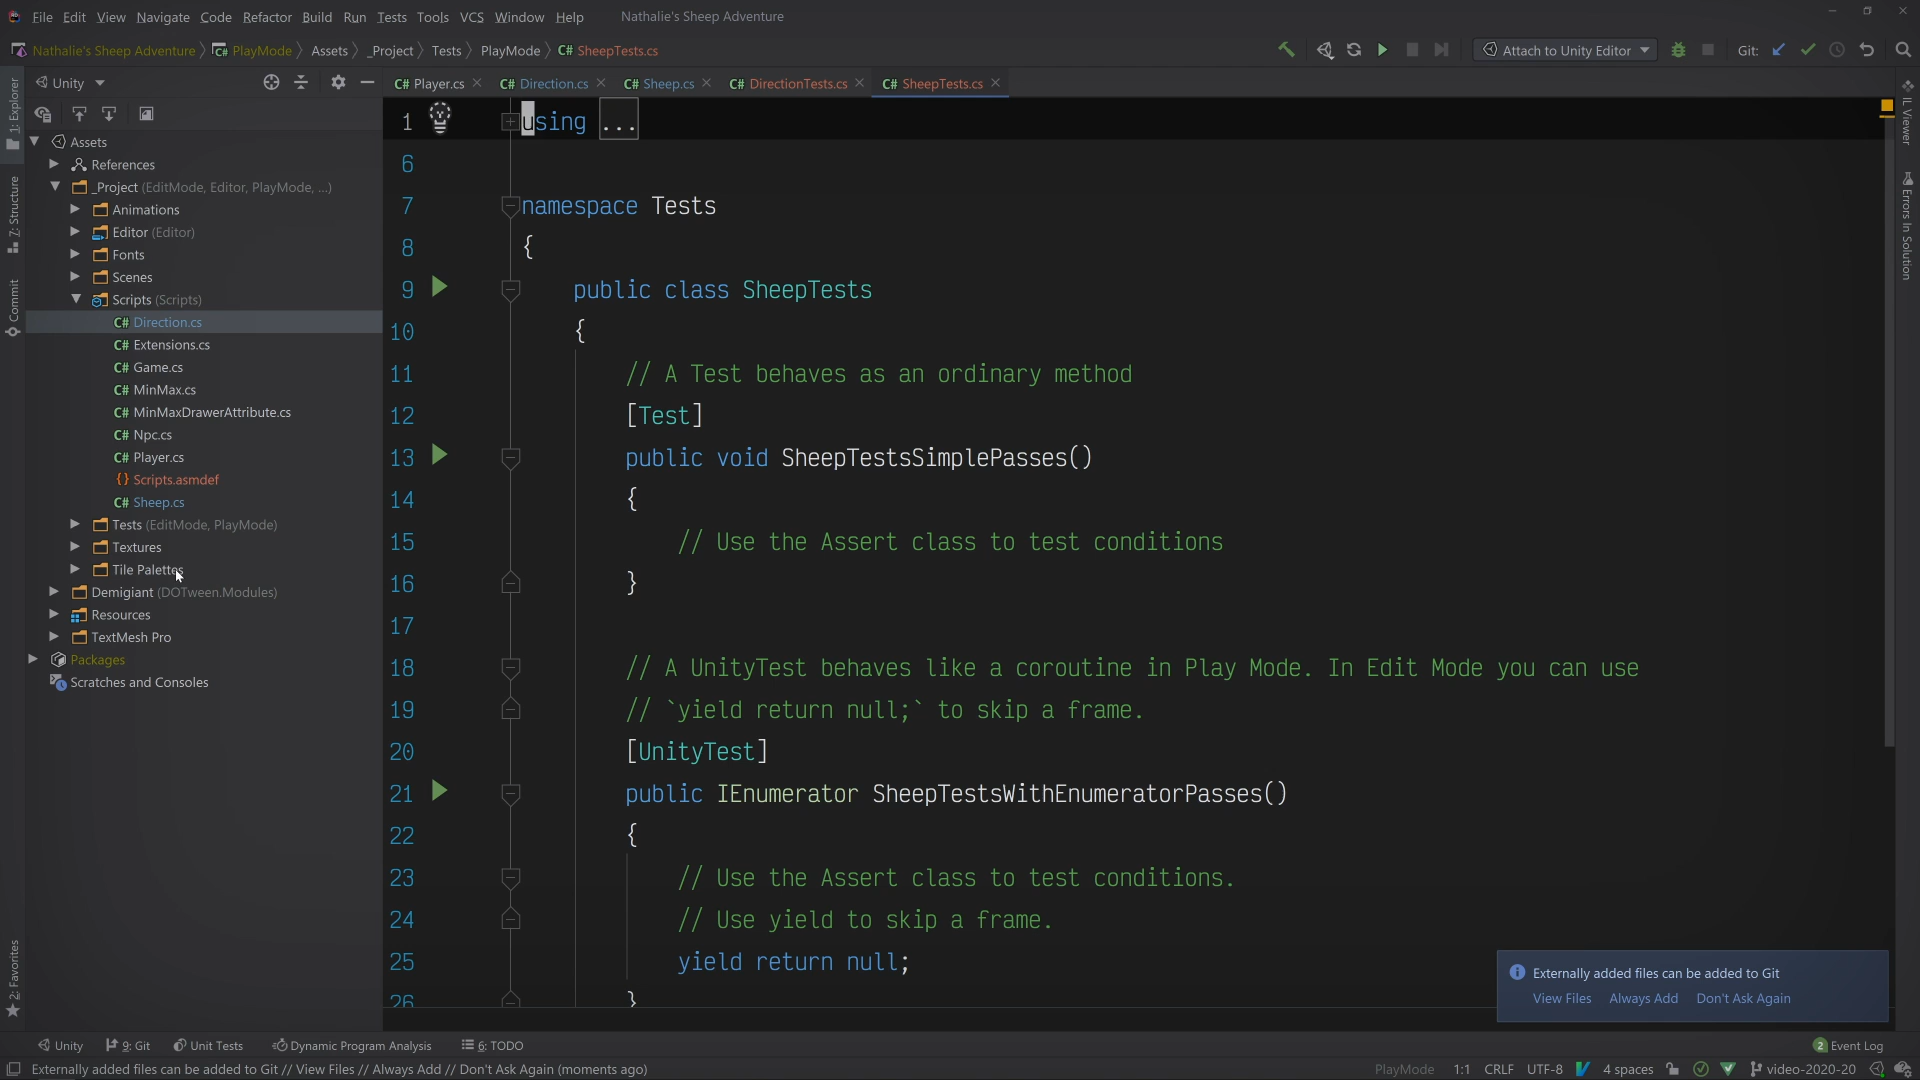 File Edit View Navigate Code Refactor Build Run Tests Tools VCS Window Help Nathalie's Sheep Adventure
Nathalie's Sheep Adventure C# PlayMode Assets _Project Tests PlayMode C# SheepTests.cs Attach to Unity Editor Git:
Unity C# Player.cs C# Direction.cs C# Sheep.cs C# DirectionTests.cs C# SheepTests.cs
1: Explorer
7: Structure
Commit
2: Favorites
Assets
References
_Project (EditMode, Editor, PlayMode, ...)
Animations
Editor (Editor)
Fonts
Scenes
Scripts (Scripts)
C# Direction.cs
C# Extensions.cs
C# Game.cs
C# MinMax.cs
C# MinMaxDrawerAttribute.cs
C# Npc.cs
C# Player.cs
{} Scripts.asmdef
C# Sheep.cs
Tests (EditMode, PlayMode)
Textures
Tile Palettes
Demigiant (DOTween.Modules)
Resources
TextMesh Pro
Packages
Scratches and Consoles
1 using ...
6
7 namespace Tests
8 {
9 public class SheepTests
10 {
11 // A Test behaves as an ordinary method
12 [Test]
13 public void SheepTestsSimplePasses()
14 {
15 // Use the Assert class to test conditions
16 }
17
18 // A UnityTest behaves like a coroutine in Play Mode. In Edit Mode you can use
19 // `yield return null;` to skip a frame.
20 [UnityTest]
21 public IEnumerator SheepTestsWithEnumeratorPasses()
22 {
23 // Use the Assert class to test conditions.
24 // Use yield to skip a frame.
25 yield return null;
26 }
IL Viewer
Errors In Solution
Externally added files can be added to Git
View Files Always Add Don't Ask Again
Unity 9: Git Unit Tests Dynamic Program Analysis 6: TODO 2 Event Log
Externally added files can be added to Git // View Files // Always Add // Don't Ask Again (moments ago) PlayMode 1:1 CRLF UTF-8 4 spaces video-2020-20